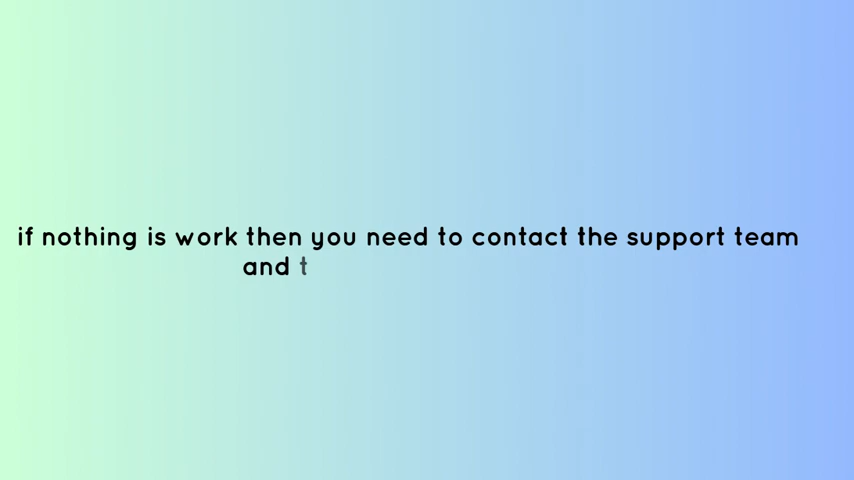 if nothing is work then you need to contact the support team
and t